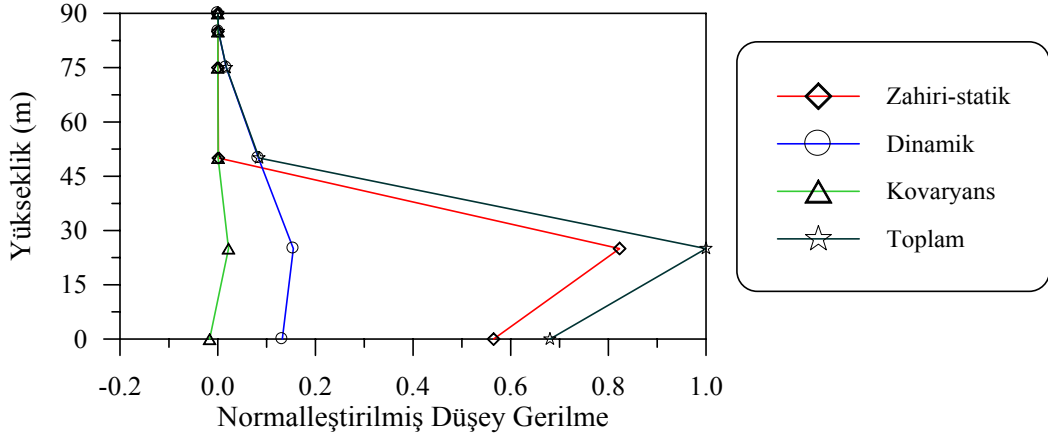 90
75
60
45
30
15
0
Yükseklik (m)
-0.2
0.0
0.2
0.4
0.6
0.8
1.0
Normalleştirilmiş Düşey Gerilme
Zahiri-statik
Dinamik
Kovaryans
Toplam